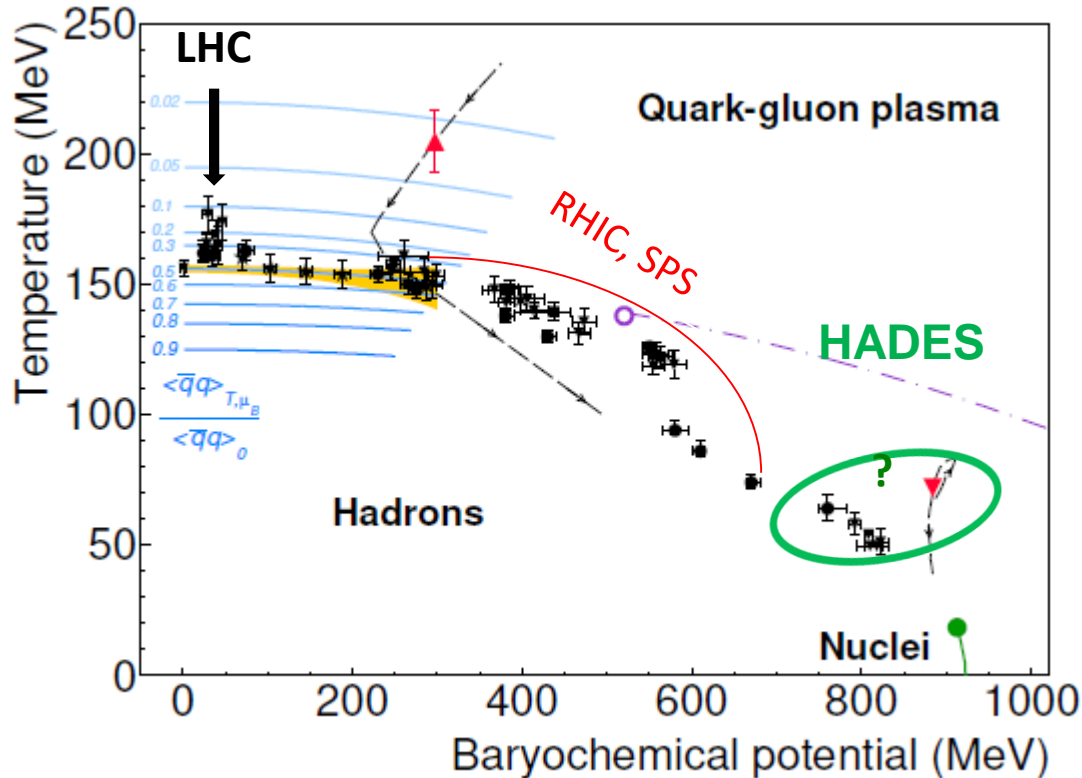 250
200
150
100
50
0
Temperature (MeV)
LHC
0.02
0.05
0.1
0.2
0.3
0.5
0.6
0.7
0.8
0.9
<q̄q>T,μB
<q̄q>0
Quark-gluon plasma
RHIC, SPS
HADES
?
Hadrons
Nuclei
0 200 400 600 800 1000
Baryochemical potential (MeV)